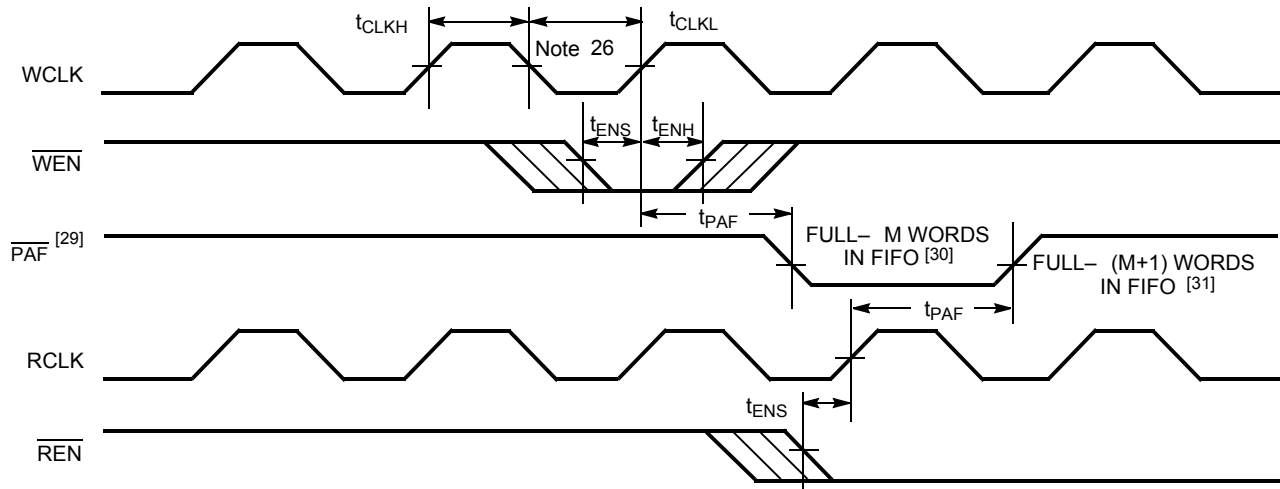 tCLKH
tCLKL
Note 26
WCLK
tENS
tENH
WEN
tPAF
PAF [29]
FULL– M WORDS
IN FIFO [30]
FULL– (M+1) WORDS
IN FIFO [31]
tPAF
RCLK
tENS
REN